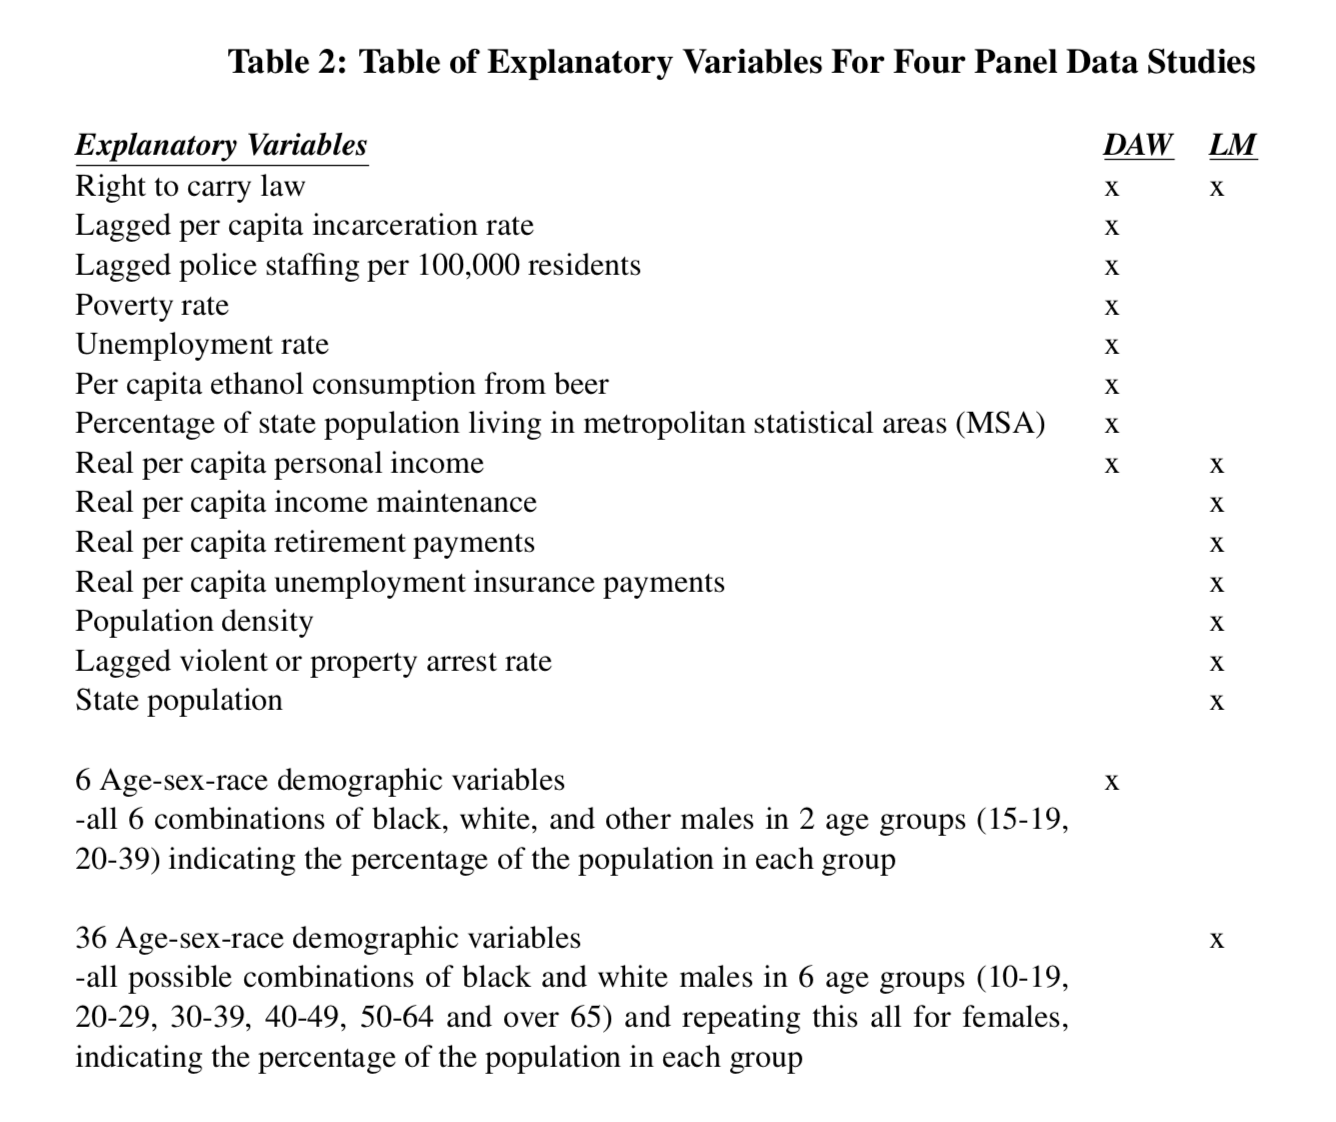 Table 2: Table of Explanatory Variables For Four Panel Data Studies
Explanatory Variables DAW LM
Right to carry law x x
Lagged per capita incarceration rate x
Lagged police staffing per 100,000 residents x
Poverty rate x
Unemployment rate x
Per capita ethanol consumption from beer x
Percentage of state population living in metropolitan statistical areas (MSA) x
Real per capita personal income x x
Real per capita income maintenance x
Real per capita retirement payments x
Real per capita unemployment insurance payments x
Population density x
Lagged violent or property arrest rate x
State population x
6 Age-sex-race demographic variables x
-all 6 combinations of black, white, and other males in 2 age groups (15-19,
20-39) indicating the percentage of the population in each group
36 Age-sex-race demographic variables x
-all possible combinations of black and white males in 6 age groups (10-19,
20-29, 30-39, 40-49, 50-64 and over 65) and repeating this all for females,
indicating the percentage of the population in each group